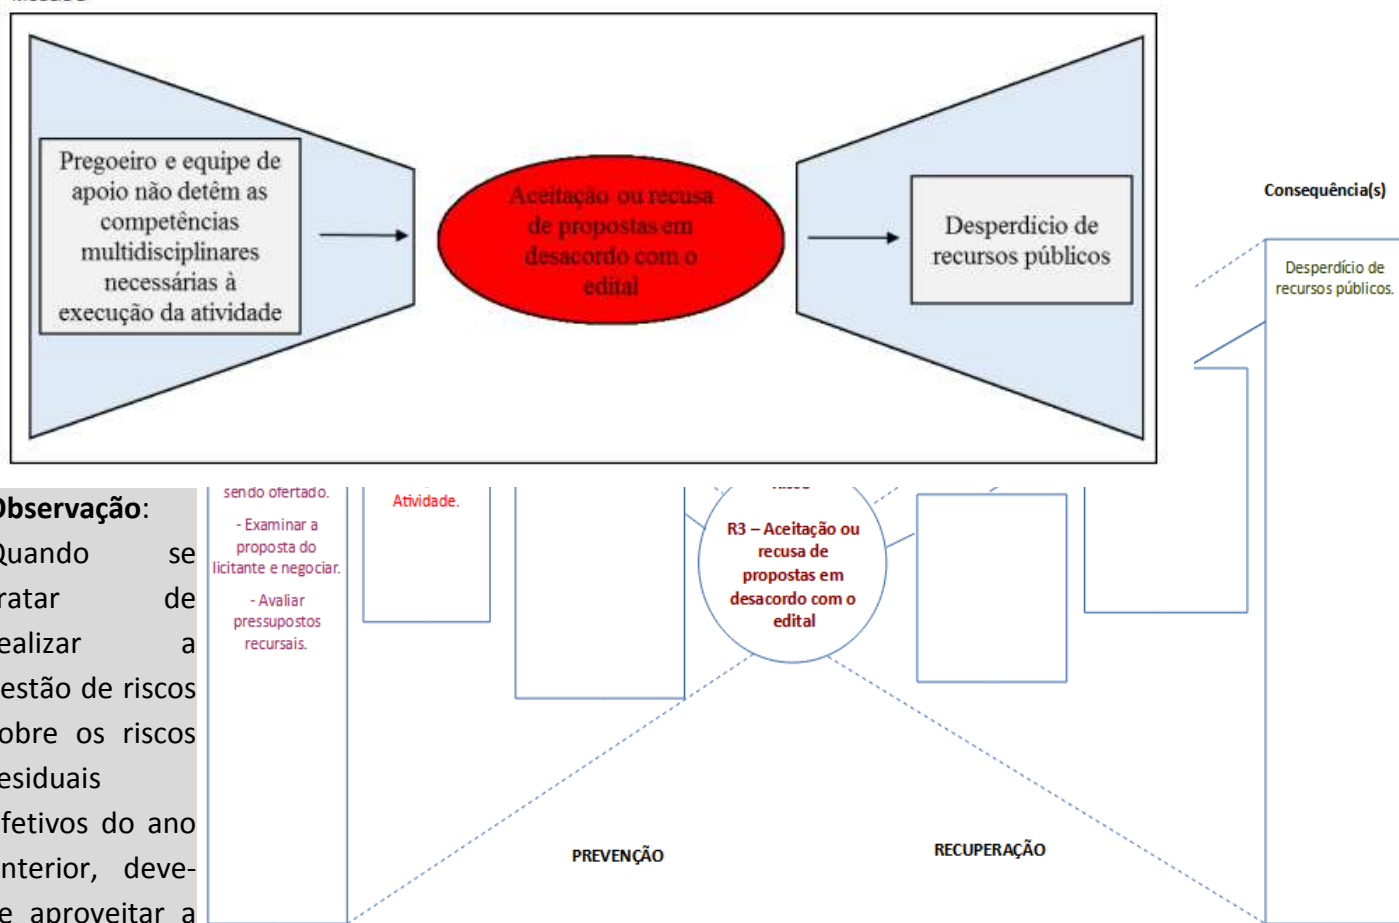 Pregoeiro e equipe de
apoio não detêm as
competências
multidisciplinares
necessárias à
execução da atividade
Aceitação ou recusa
de propostas em
desacordo com o
edital
Desperdício de
recursos públicos
Consequência(s)
Desperdício de
recursos públicos.
Observação:
Quando se
tratar de
realizar a
gestão de riscos
sobre os riscos
residuais
efetivos do ano
anterior, deve-
se aproveitar a
sendo ofertado.
- Examinar a
proposta do
licitante e negociar.
- Avaliar
pressupostos
recursais.
Atividade.
R3 – Aceitação ou
recusa de
propostas em
desacordo com o
edital
PREVENÇÃO
RECUPERAÇÃO